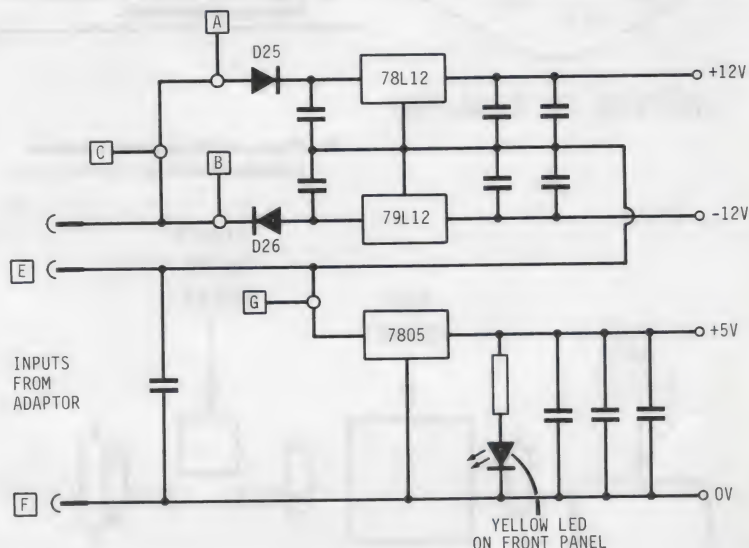 A
D25
78L12
+12V
C
B
D26
79L12
-12V
E
G
7805
+5V
INPUTS
FROM
ADAPTOR
F
0V
YELLOW LED
ON FRONT PANEL